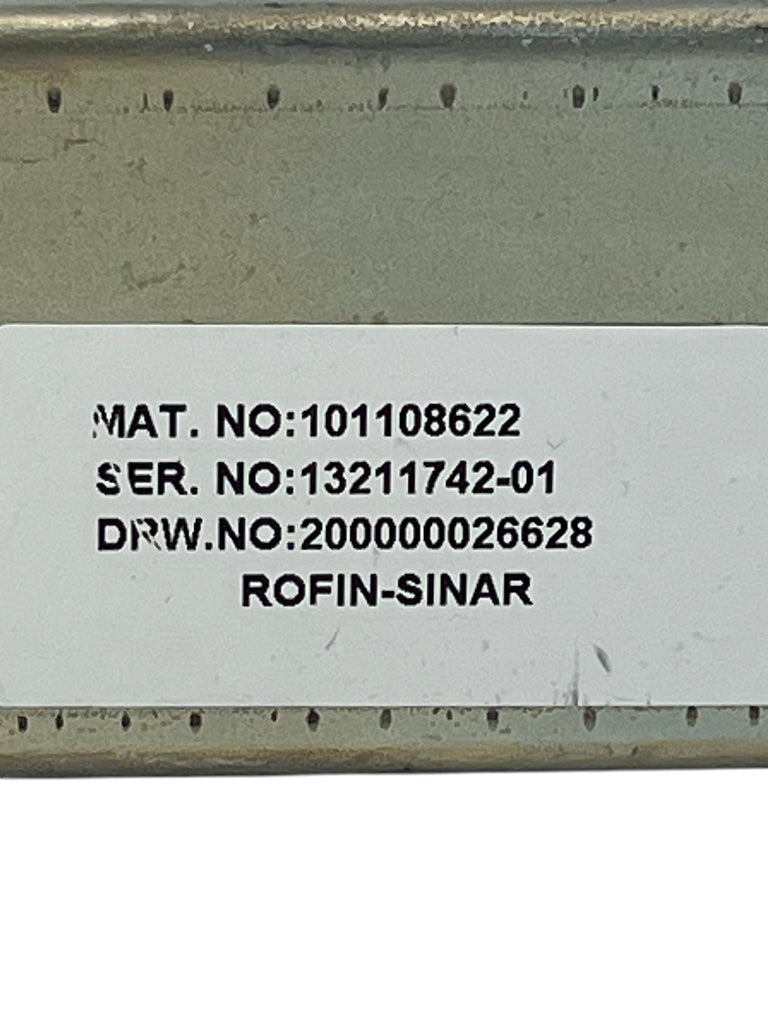 MAT. NO:101108622
SER. NO:13211742-01
DRW.NO:200000026628
ROFIN-SINAR